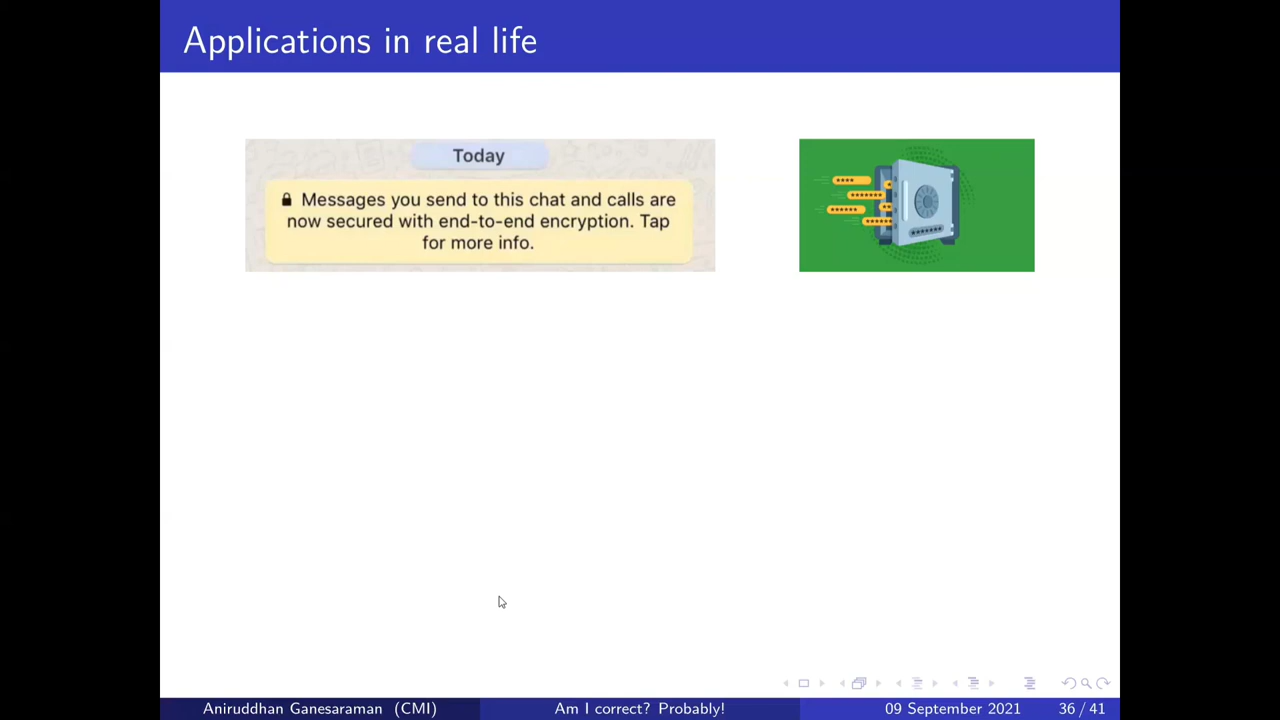 Applications in real life
Today
Messages you send to this chat and calls are
now secured with end-to-end encryption. Tap
for more info.
Aniruddhan Ganesaraman (CMI)
Am I correct? Probably!
09 September 2021
36 / 41